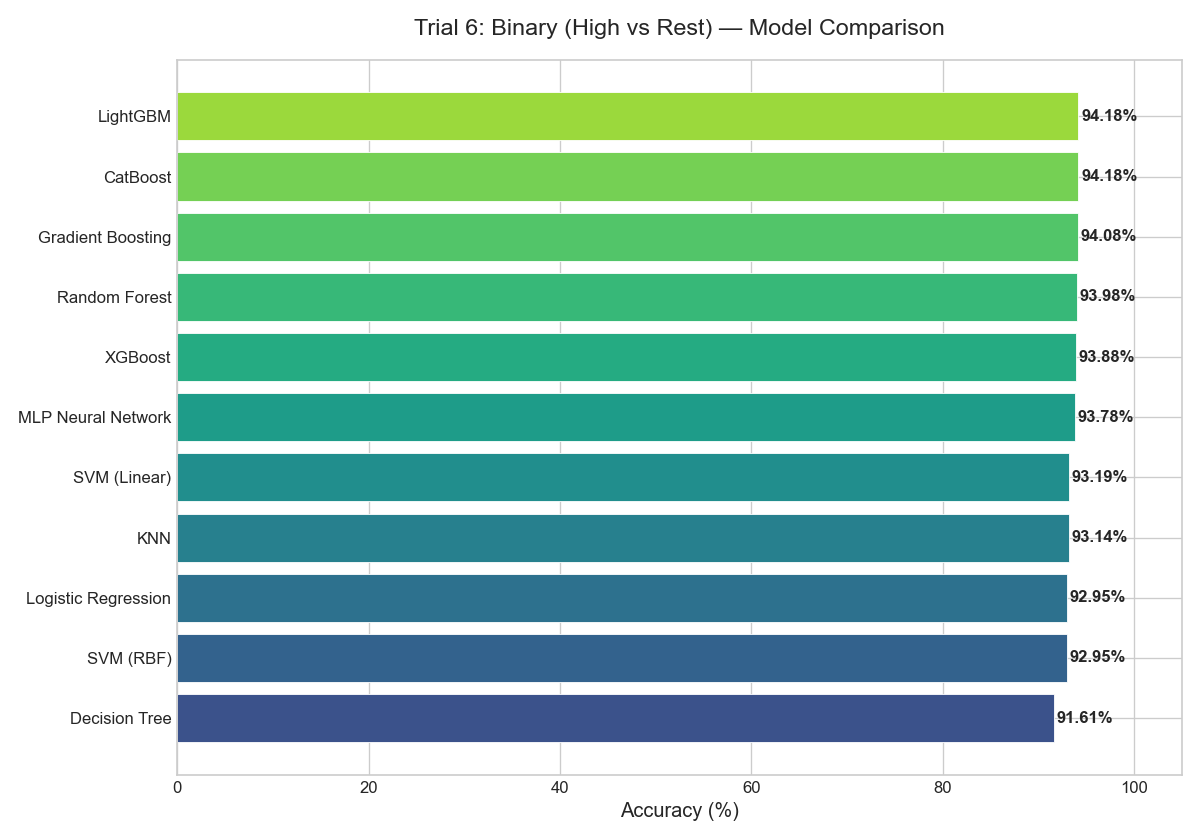 Trial 6: Binary (High vs Rest) — Model Comparison
LightGBM 94.18%
CatBoost 94.18%
Gradient Boosting 94.08%
Random Forest 93.98%
XGBoost 93.88%
MLP Neural Network 93.78%
SVM (Linear) 93.19%
KNN 93.14%
Logistic Regression 92.95%
SVM (RBF) 92.95%
Decision Tree 91.61%
0 20 40 60 80 100
Accuracy (%)